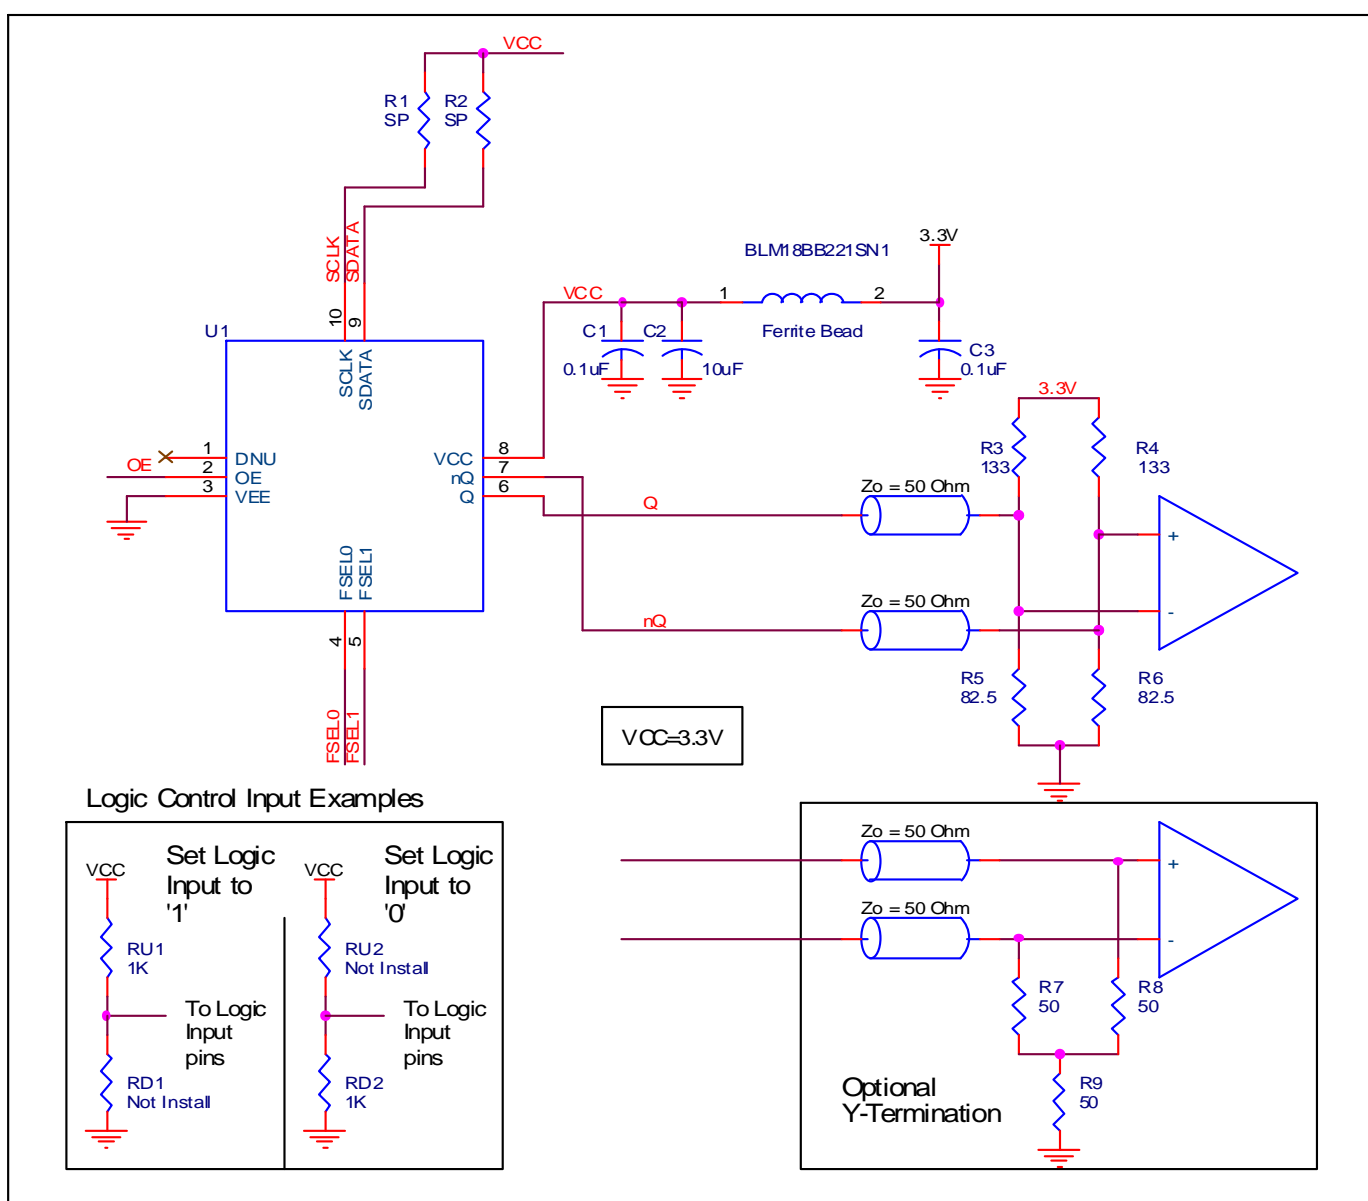 VCC
R1
SP
R2
SP
SCLK
SDATA
10
9
U1
SCLK
SDATA
1
2
3
OE
DNU
OE
VEE
VCC
nQ
Q
8
7
6
FSEL0
FSEL1
4
5
FSEL0
FSEL1
VCC
1
BLM18BB221SN1
2
Ferrite Bead
3.3V
C1
0.1uF
C2
10uF
C3
0.1uF
3.3V
R3
133
R4
133
Zo = 50 Ohm
Q
+
Zo = 50 Ohm
nQ
-
R5
82.5
R6
82.5
VCC=3.3V
Logic Control Input Examples
Set Logic
Input to
'1'
VCC
RU1
1K
To Logic
Input
pins
RD1
Not Install
Set Logic
Input to
'0'
VCC
RU2
Not Install
To Logic
Input
pins
RD2
1K
Zo = 50 Ohm
+
Zo = 50 Ohm
-
R7
50
R8
50
R9
50
Optional
Y-Termination